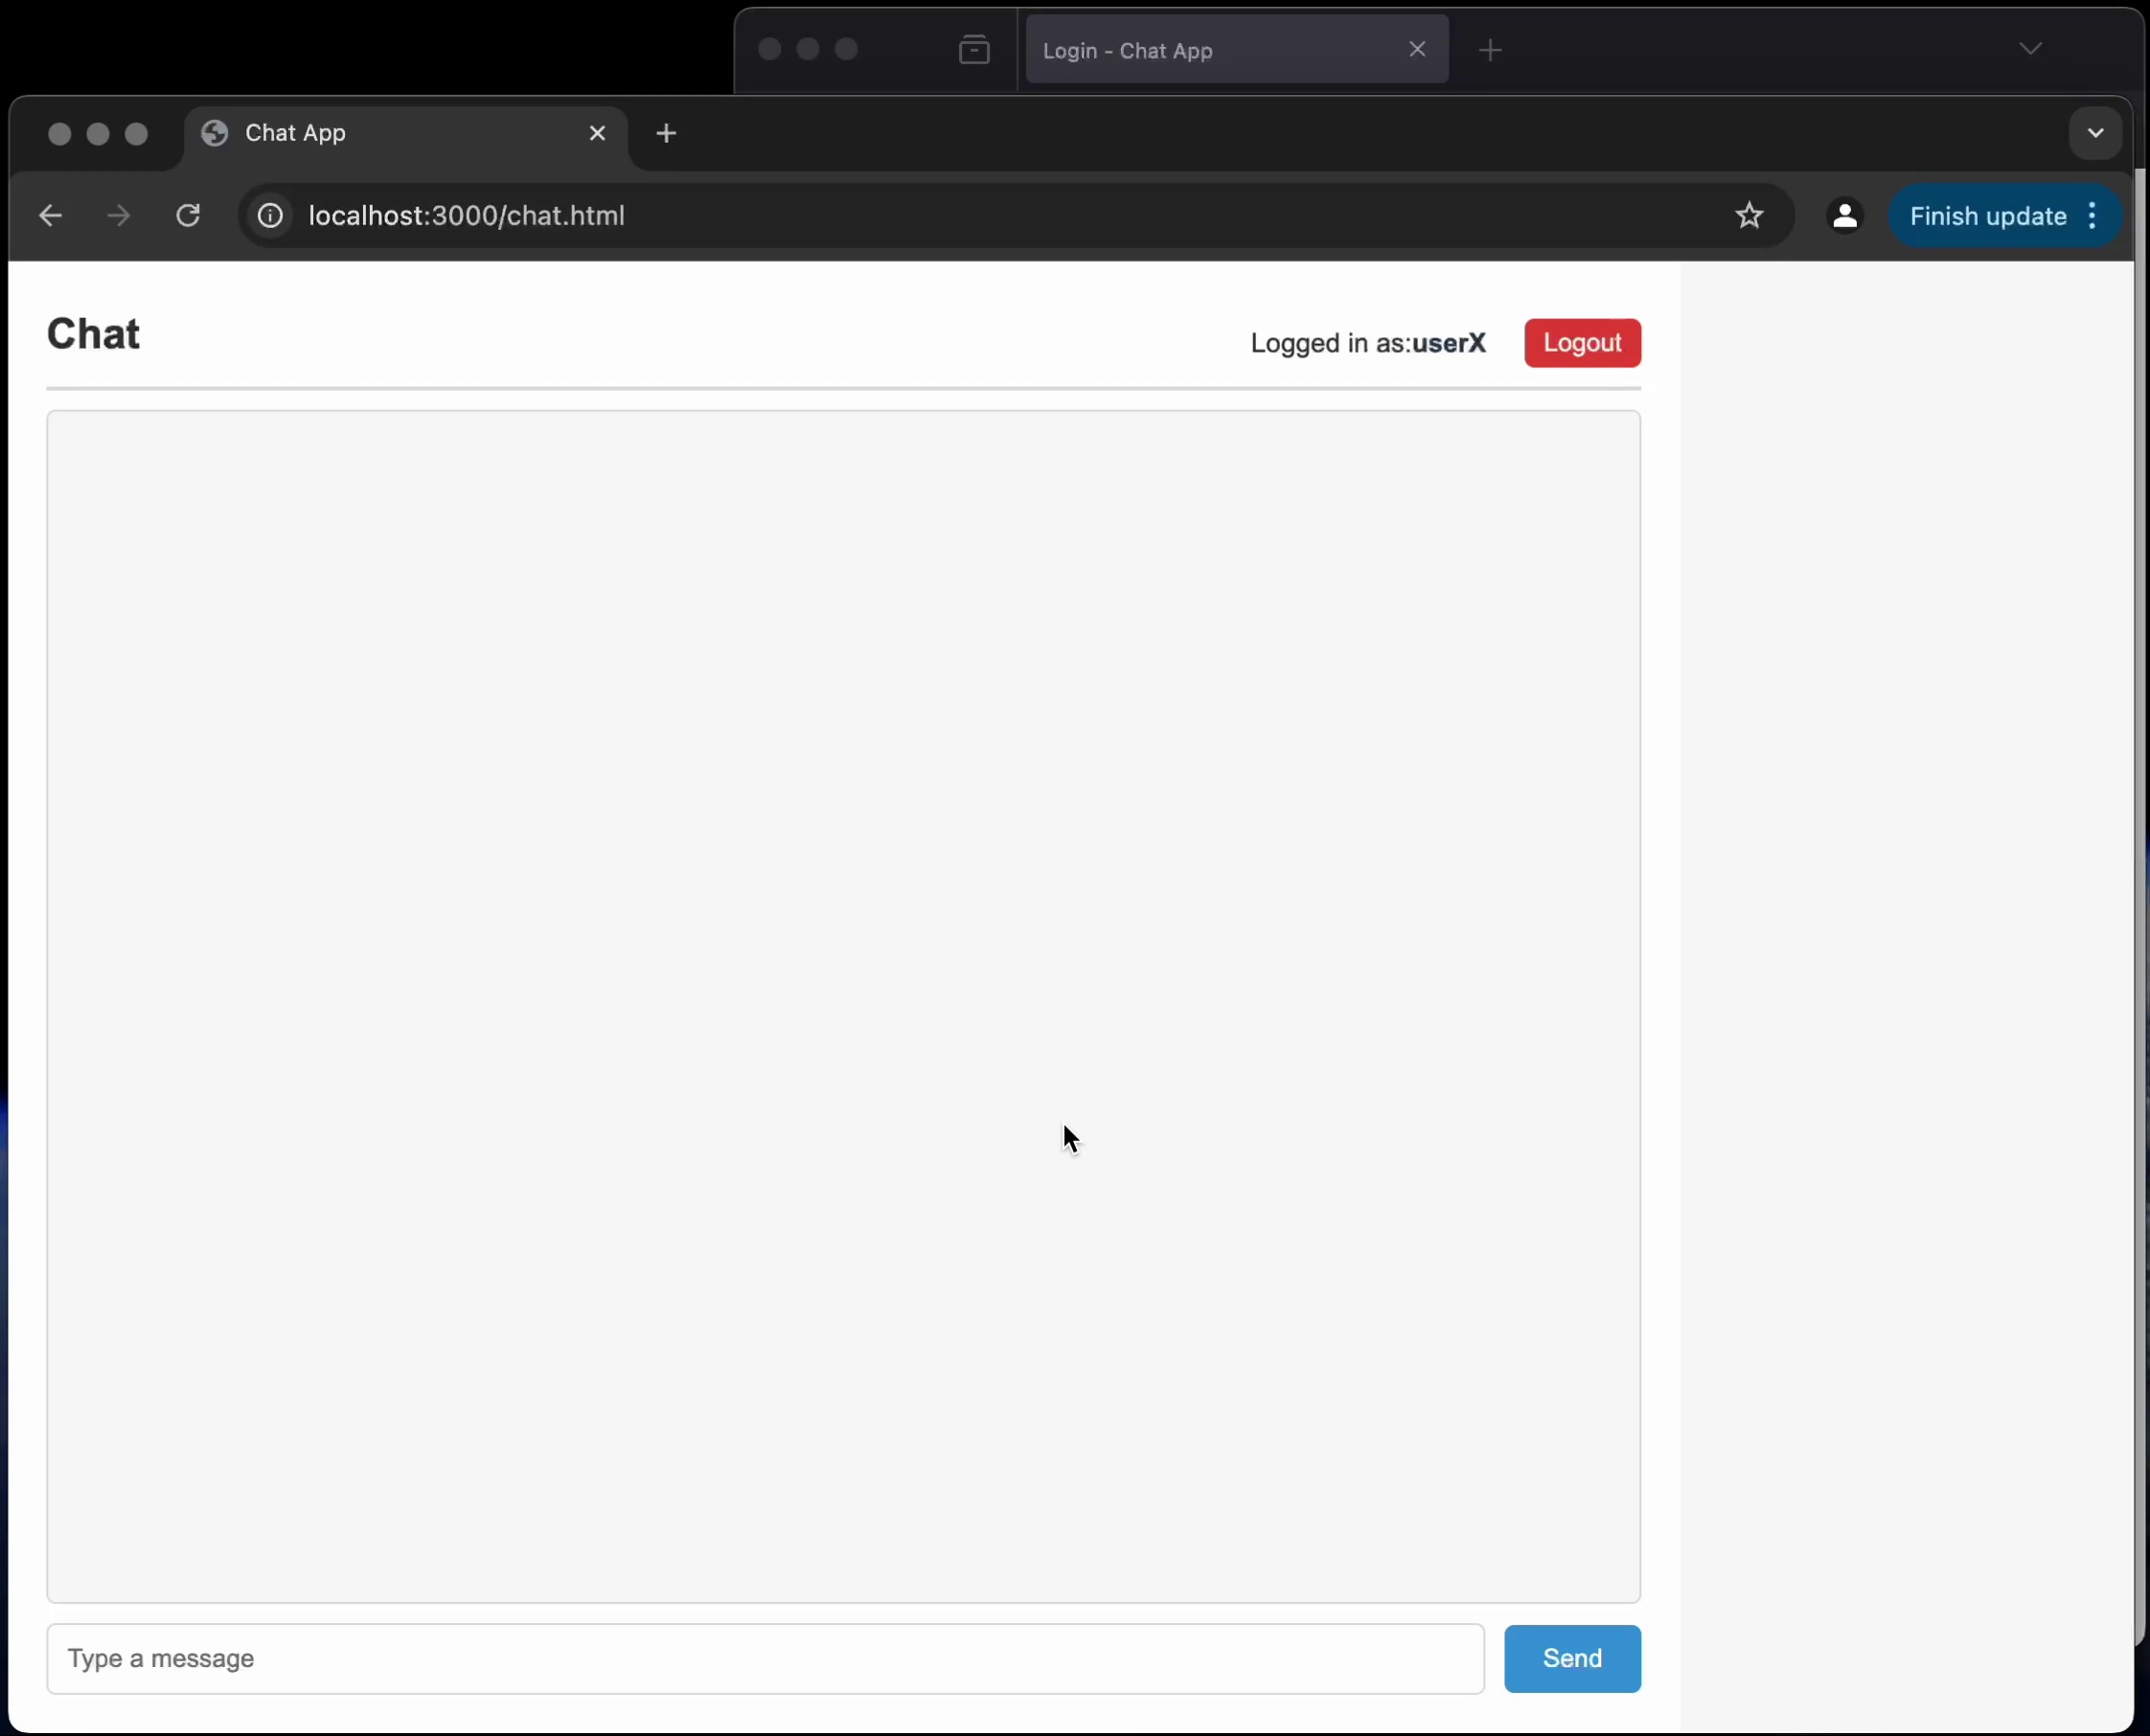 Login - Chat App
Chat App
localhost:3000/chat.html
Finish update
Chat
Logged in as:userX
Logout
Type a message
Send